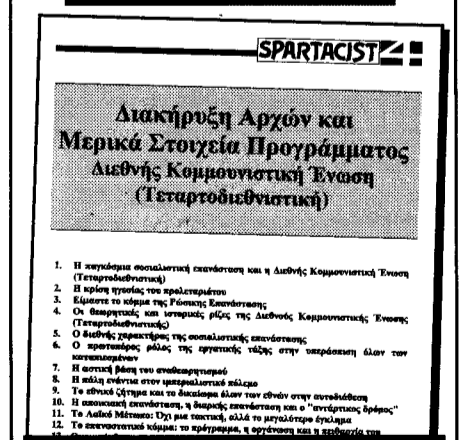 SPARTACIST
Διακήρυξη Αρχών και
Μερικά Στοιχεία Προγράμματος
Διεθνής Κομμουνιστική Ένωση
(Τεταρτοδιεθνιστική)
1. Η παγκόσμια σοσιαλιστική επανάσταση και η Διεθνής Κομμουνιστική Ένωση
(Τεταρτοδιεθνιστική)
2. Η κρίση ηγεσίας του προλεταριάτου
3. Είμαστε το κόμμα της Ρώσικης Επανάστασης
4. Οι θεωρητικές και ιστορικές ρίζες της Διεθνούς Κομμουνιστικής Ένωσης
(Τεταρτοδιεθνιστικής)
5. Ο διεθνής χαρακτήρας της σοσιαλιστικής επανάστασης
6. Ο πρωτοπόρος ρόλος της εργατικής τάξης στην υπεράσπιση όλων των
καταπιεσμένων
7. Η αστική βάση του αναθεωρητισμού
8. Η πάλη ενάντια στον ιμπεριαλιστικό πόλεμο
9. Το εθνικό ζήτημα και το δικαίωμα όλων των εθνών στην αυτοδιάθεση
10. Η αποικιακή επανάσταση, η διαρκής επανάσταση και ο "αντάρτικος δρόμος"
11. Το Λαϊκό Μέτωπο: Όχι μια τακτική, αλλά το μεγαλύτερο έγκλημα
12. Το επαναστατικό κόμμα: το πρόγραμμα, η οργάνωση και η πειθαρχία του